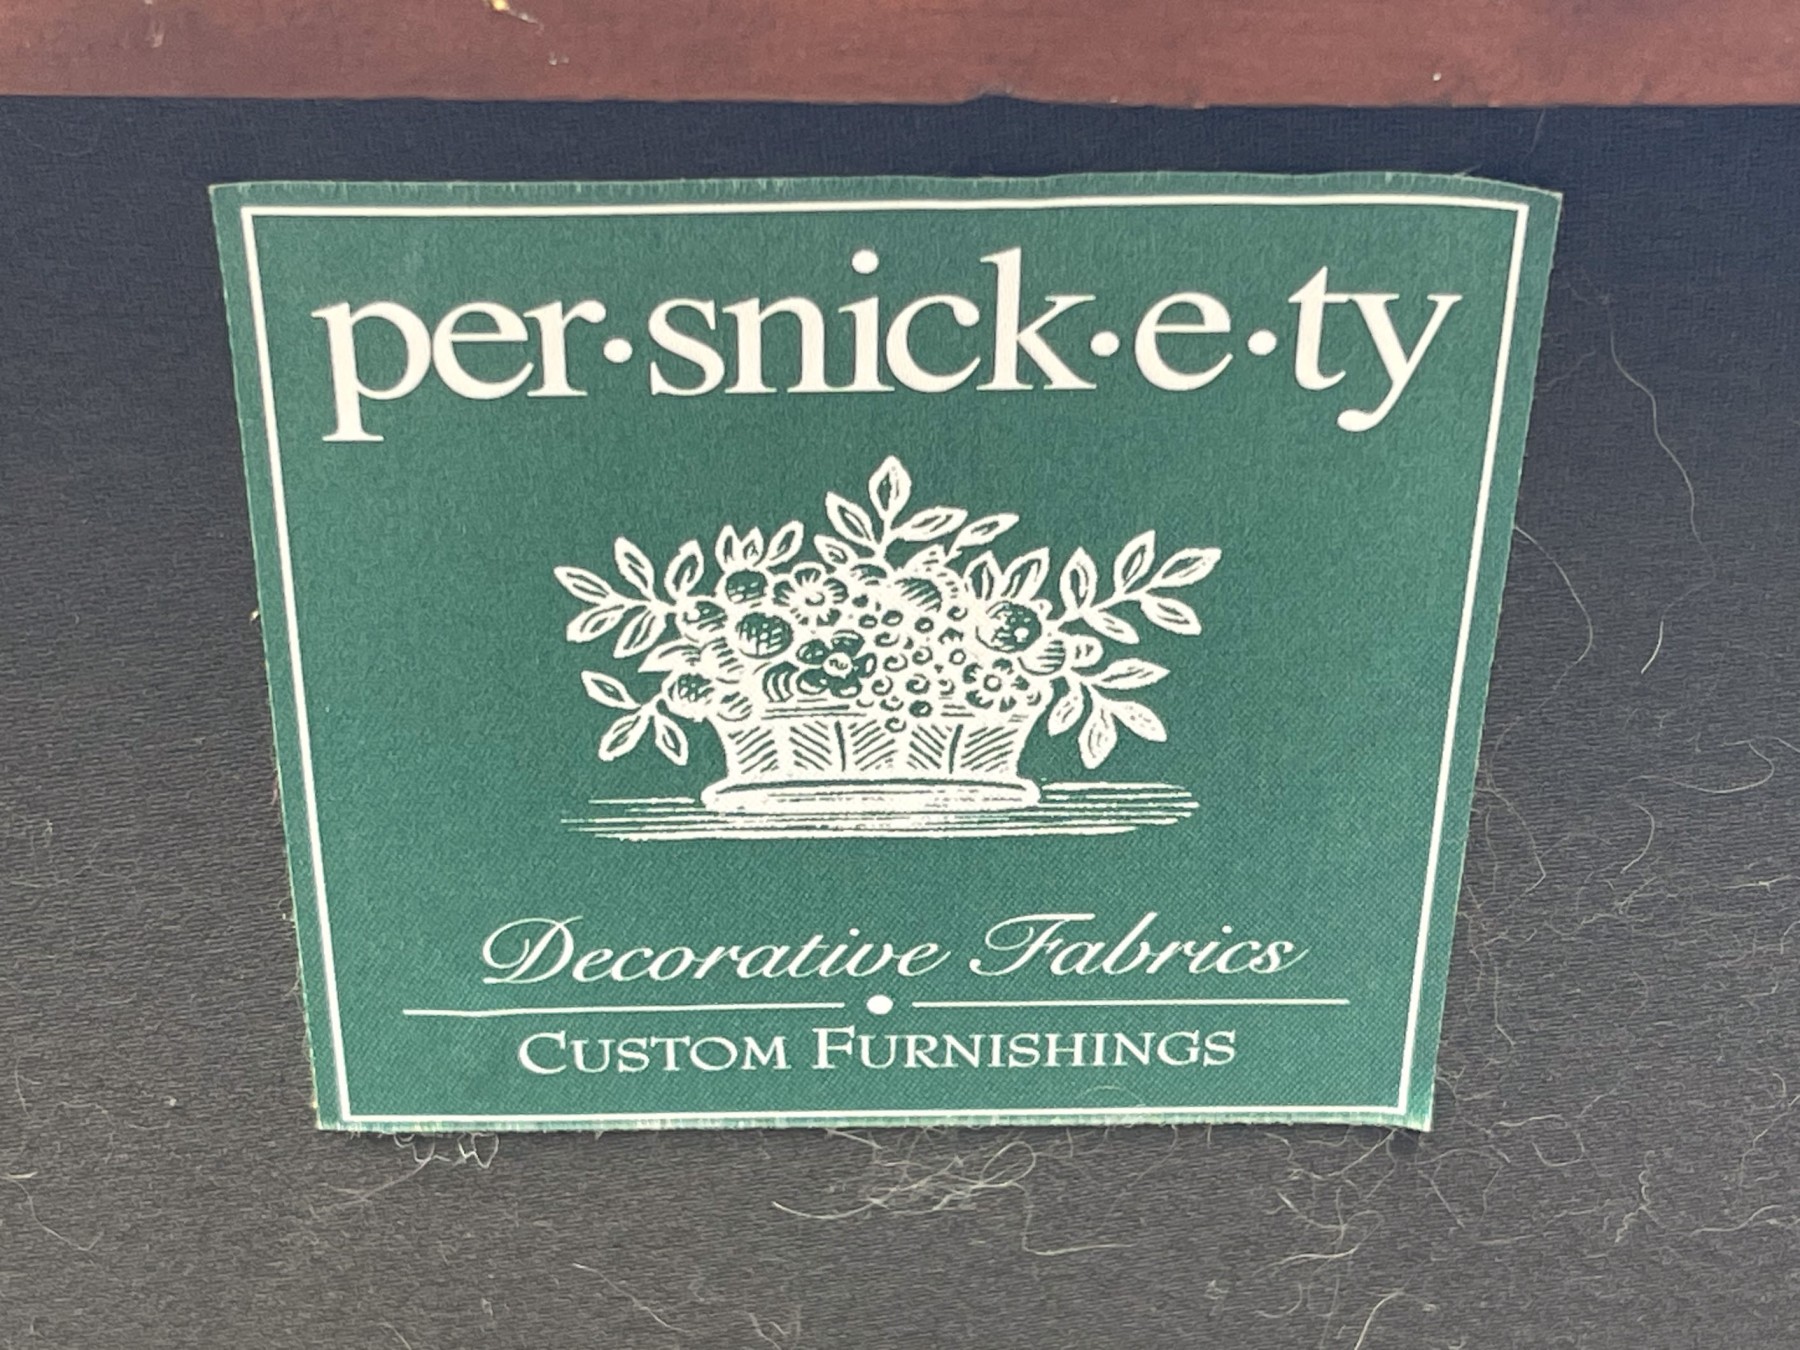 per·snick·e·ty
Decorative Fabrics
Custom Furnishings